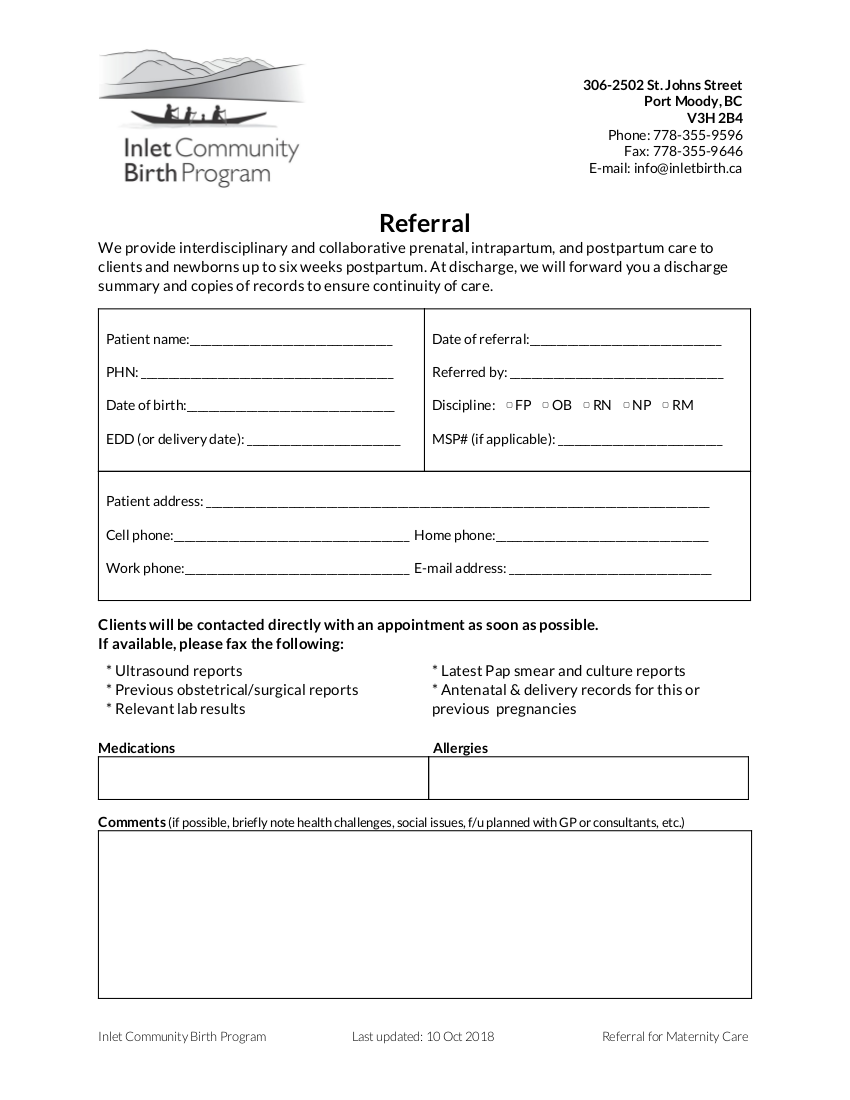 Inlet Community
Birth Program
306-2502 St. Johns Street
Port Moody, BC
V3H 2B4
Phone: 778-355-9596
Fax: 778-355-9646
E-mail: info@inletbirth.ca
Referral
We provide interdisciplinary and collaborative prenatal, intrapartum, and postpartum care to
clients and newborns up to six weeks postpartum. At discharge, we will forward you a discharge
summary and copies of records to ensure continuity of care.
Patient name:______________________________
PHN: ______________________________
Date of birth:______________________________
EDD (or delivery date): ______________________
Date of referral:____________________________
Referred by: ______________________________
Discipline: ▢FP ▢OB ▢RN ▢NP ▢RM
MSP# (if applicable): ________________________
Patient address: ____________________________________________________________
Cell phone:______________________________ Home phone:______________________________
Work phone:______________________________ E-mail address: ____________________________
Clients will be contacted directly with an appointment as soon as possible.
If available, please fax the following:
* Ultrasound reports
* Previous obstetrical/surgical reports
* Relevant lab results
* Latest Pap smear and culture reports
* Antenatal & delivery records for this or
previous pregnancies
Medications
Allergies
Comments (if possible, briefly note health challenges, social issues, f/u planned with GP or consultants, etc.)
Inlet Community Birth Program
Last updated: 10 Oct 2018
Referral for Maternity Care